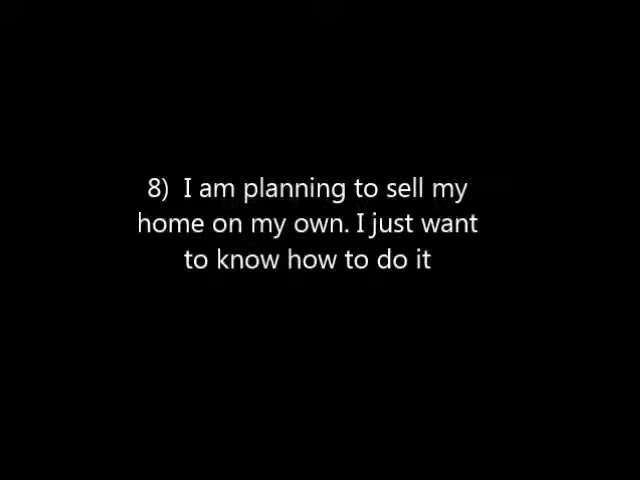 8)  I am planning to sell my
home on my own. I just want
to know how to do it